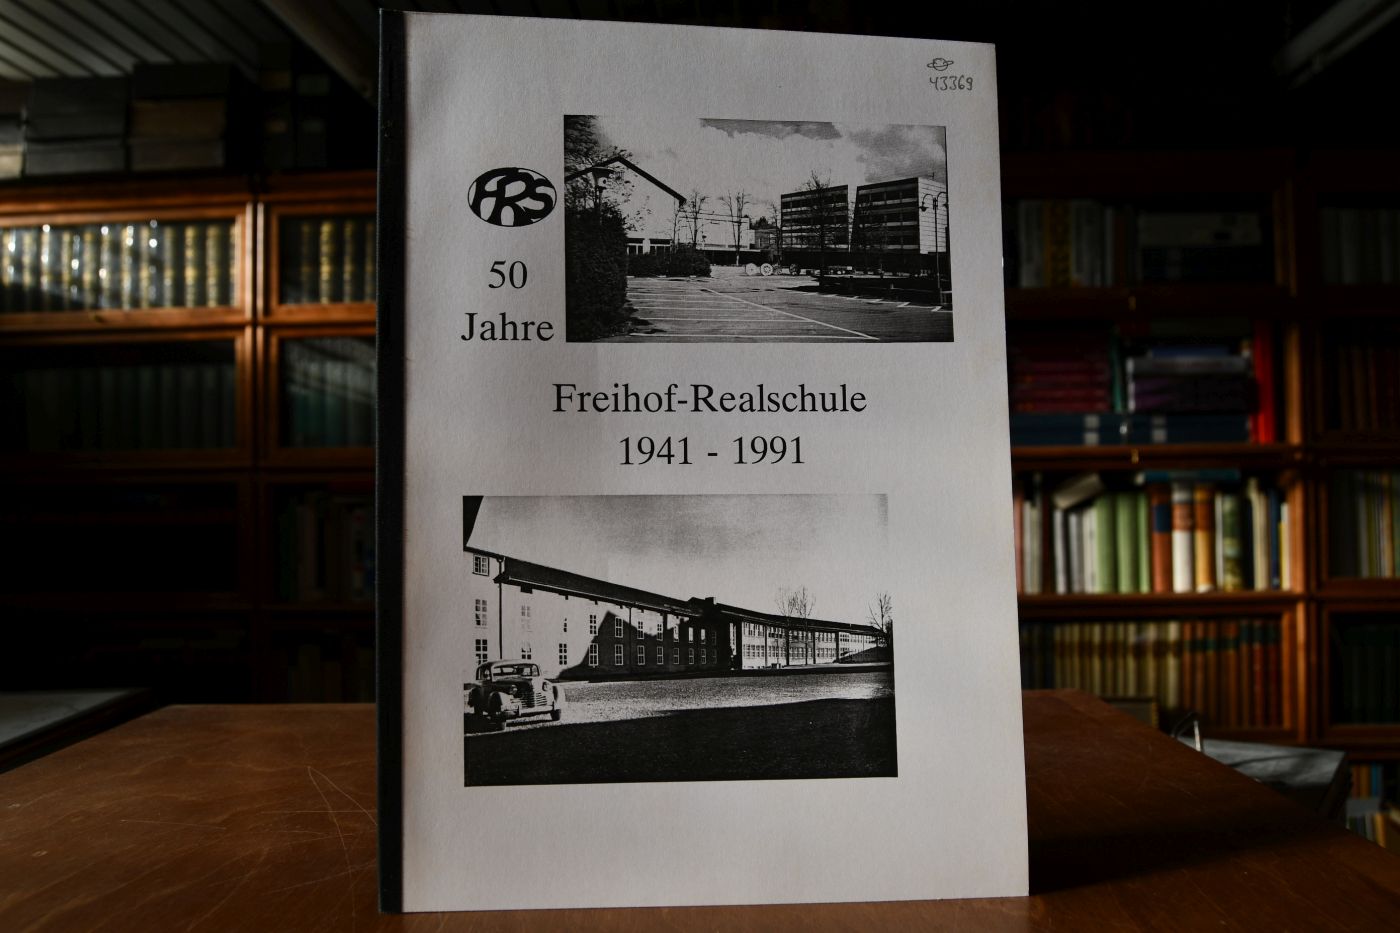 43369
FRS
50
Jahre
Freihof-Realschule
1941 - 1991